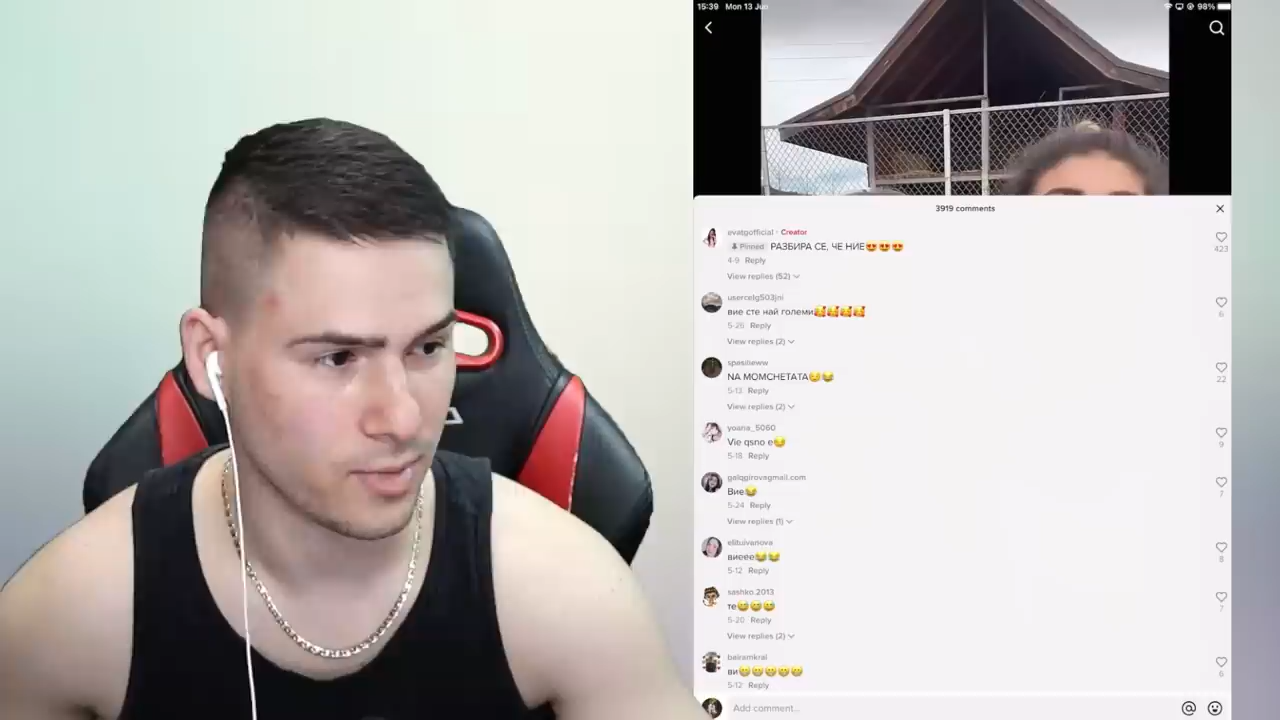 15:39 Mon 13 Jun
98%
3919 comments
evatgofficial · Creator
Pinned РАЗБИРА СЕ, ЧЕ НИЕ😍😍😍
423
4-9 Reply
View replies (52)
usercelg503jni
вие сте най големи🥰🥰🥰🥰
6
5-26 Reply
View replies (2)
spasilieww
NA MOMCHETATA😏😂
22
5-13 Reply
View replies (2)
yoana_5060
Vie qsno e😏
9
5-18 Reply
galqgirovagmail.com
Вие😂
7
5-24 Reply
View replies (1)
elituivanova
виеее😂😂
8
5-12 Reply
sashko.2013
те😅😅😅
7
5-20 Reply
View replies (2)
bairamkral
ви😁😁😁😁😁
6
5-12 Reply
Add comment...